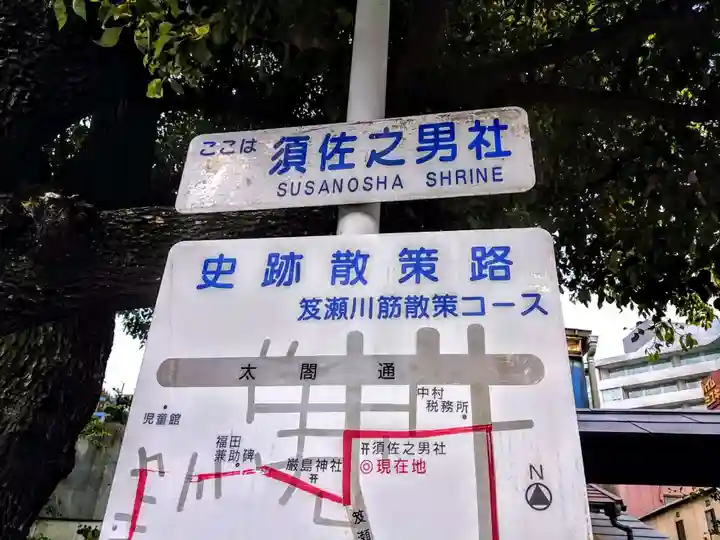 ここは 須佐之男社
SUSANOSHA SHRINE
史跡散策路
笈瀬川筋散策コース
太閤通
児童館
中村
税務所
福田
兼助碑
厳島神社
須佐之男社
◎現在地
N
笈
瀬